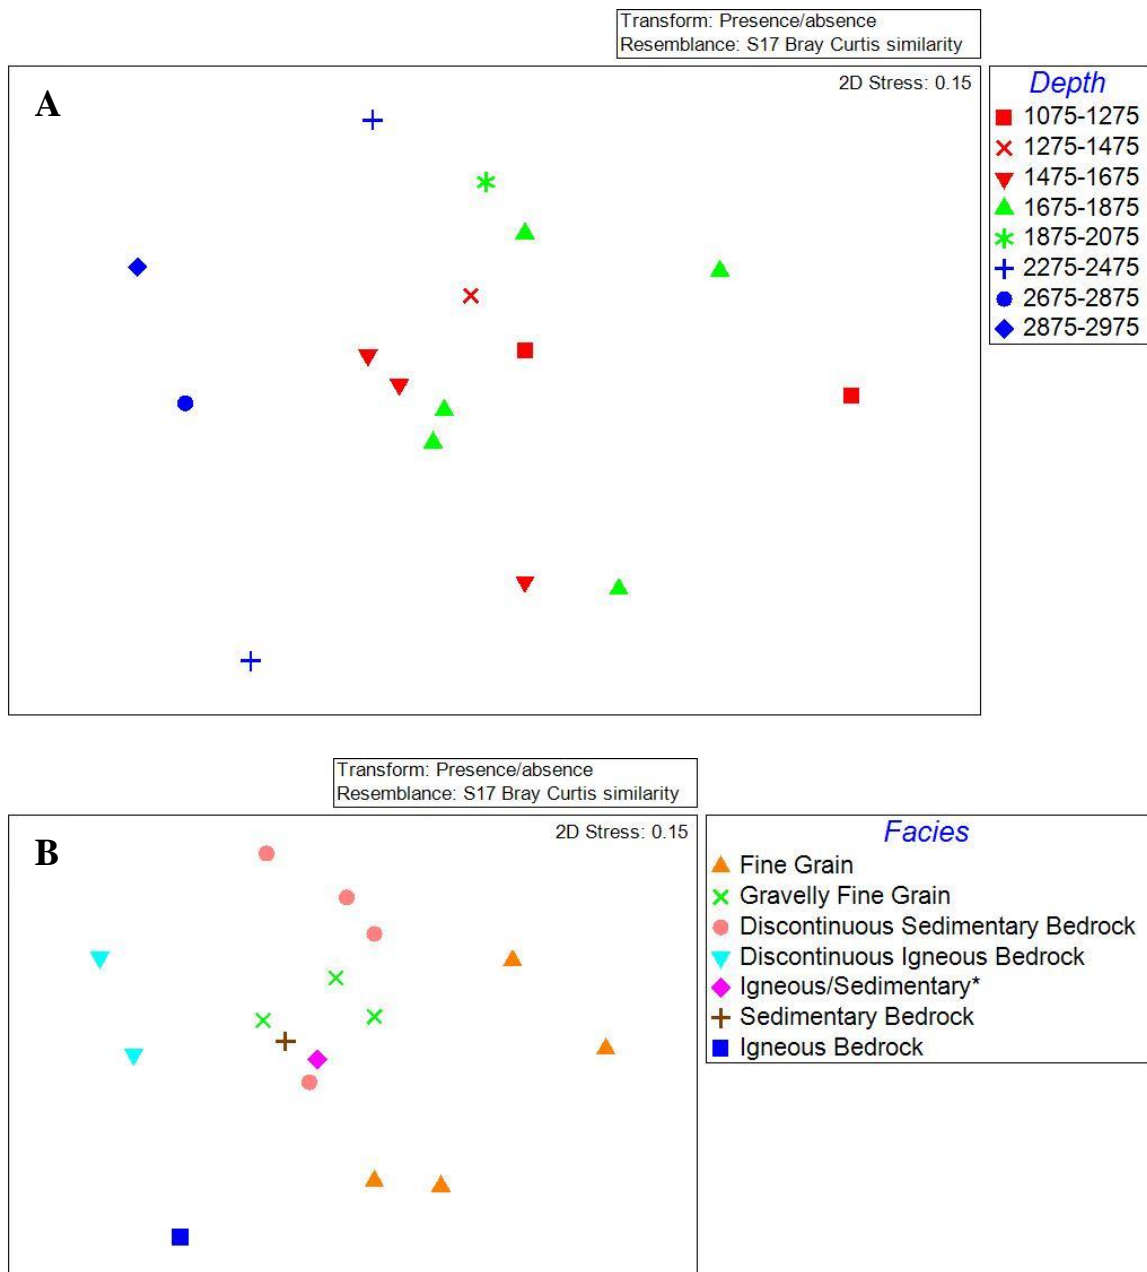 Transform: Presence/absence
Resemblance: S17 Bray Curtis similarity
A
2D Stress: 0.15
Depth
1075-1275
1275-1475
1475-1675
1675-1875
1875-2075
2275-2475
2675-2875
2875-2975
Transform: Presence/absence
Resemblance: S17 Bray Curtis similarity
B
2D Stress: 0.15
Facies
Fine Grain
Gravelly Fine Grain
Discontinuous Sedimentary Bedrock
Discontinuous Igneous Bedrock
Igneous/Sedimentary*
Sedimentary Bedrock
Igneous Bedrock